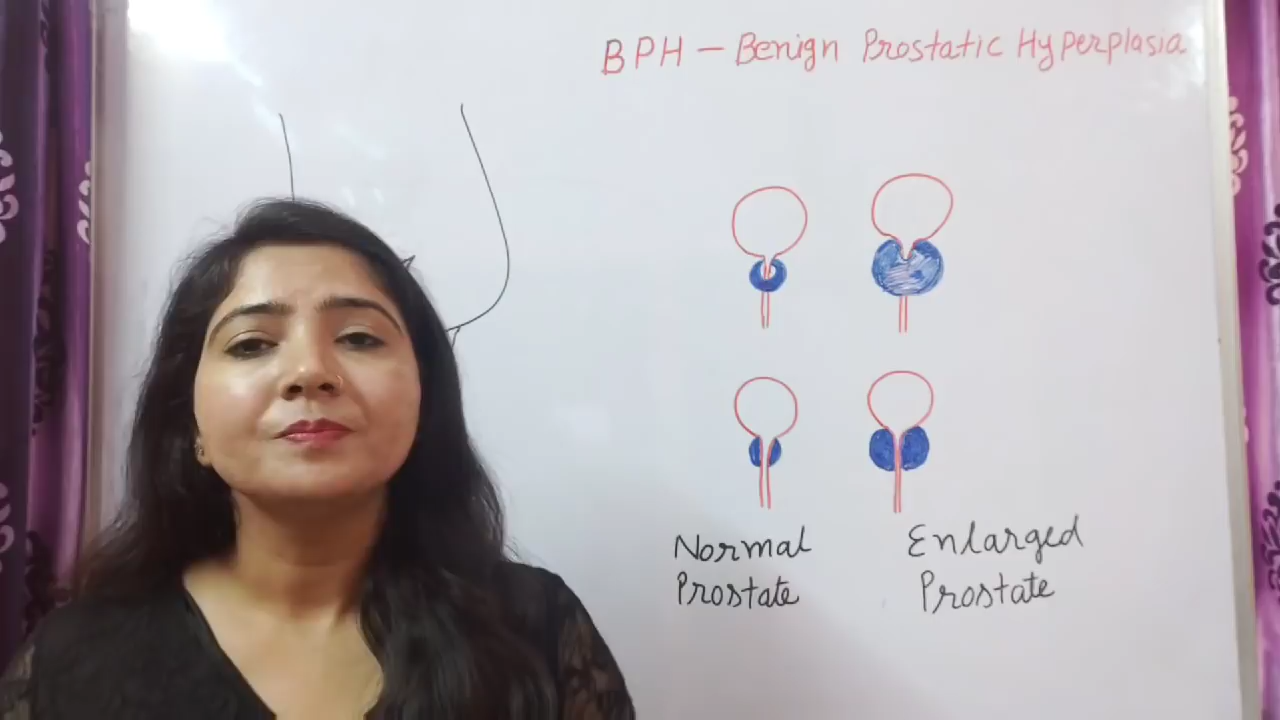 BPH - Benign Prostatic Hyperplasia
Normal Prostate
Enlarged Prostate